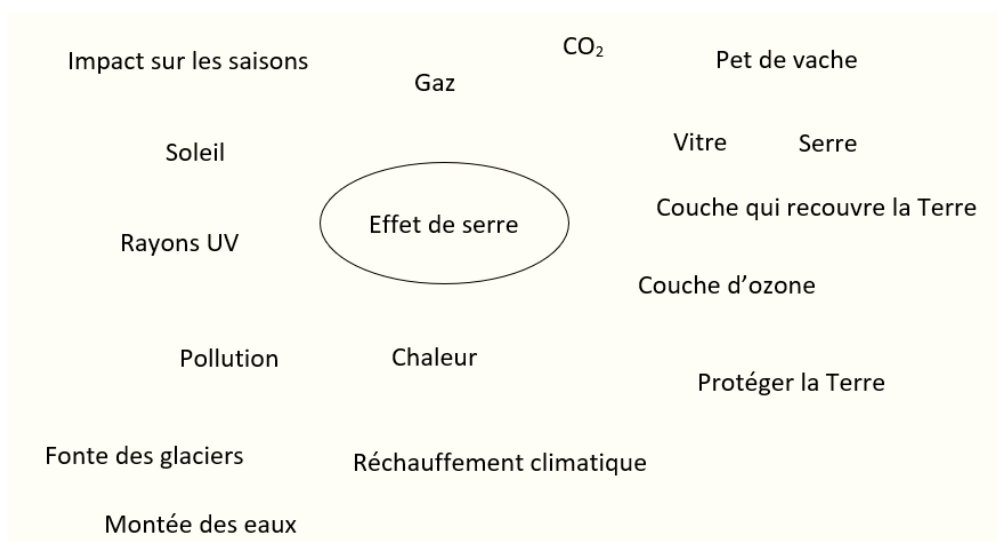 CO₂
Impact sur les saisons
Pet de vache
Gaz
Vitre
Serre
Soleil
Couche qui recouvre la Terre
Effet de serre
Rayons UV
Couche d’ozone
Pollution
Chaleur
Protéger la Terre
Fonte des glaciers
Réchauffement climatique
Montée des eaux